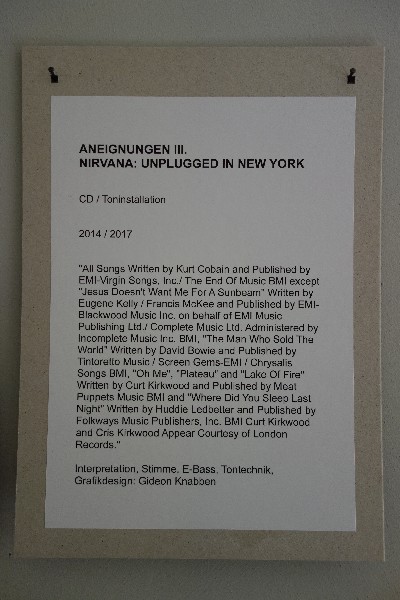 ANEIGNUNGEN III.
NIRVANA: UNPLUGGED IN NEW YORK
CD / Toninstallation
2014 / 2017
"All Songs Written by Kurt Cobain and Published by
EMI-Virgin Songs, Inc./ The End Of Music BMI except
"Jesus Doesn't Want Me For A Sunbeam" Written by
Eugene Kelly / Francis McKee and Published by EMI-
Blackwood Music Inc. on behalf of EMI Music
Publishing Ltd./ Complete Music Ltd. Administered by
Incomplete Music Inc. BMI, "The Man Who Sold The
World" Written by David Bowie and Published by
Tintoretto Music / Screen Gems-EMI / Chrysalis
Songs BMI, "Oh Me", "Plateau" and "Lake Of Fire"
Written by Curt Kirkwood and Published by Meat
Puppets Music BMI and "Where Did You Sleep Last
Night" Written by Huddie Ledbetter and Published by
Folkways Music Publishers, Inc. BMI Curt Kirkwood
and Cris Kirkwood Appear Courtesy of London
Records."
Interpretation, Stimme, E-Bass, Tontechnik,
Grafikdesign: Gideon Knabben